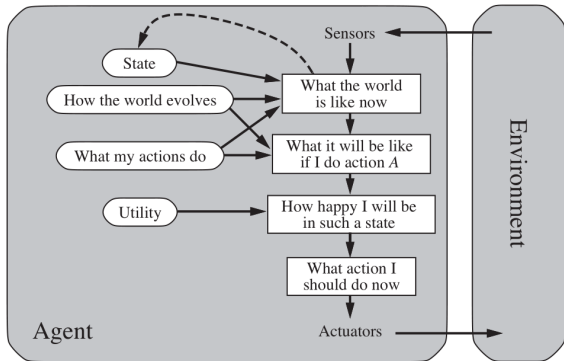 Sensors
State
What the world
is like now
How the world evolves
What it will be like
if I do action A
What my actions do
Utility
How happy I will be
in such a state
What action I
should do now
Agent
Actuators
Environment